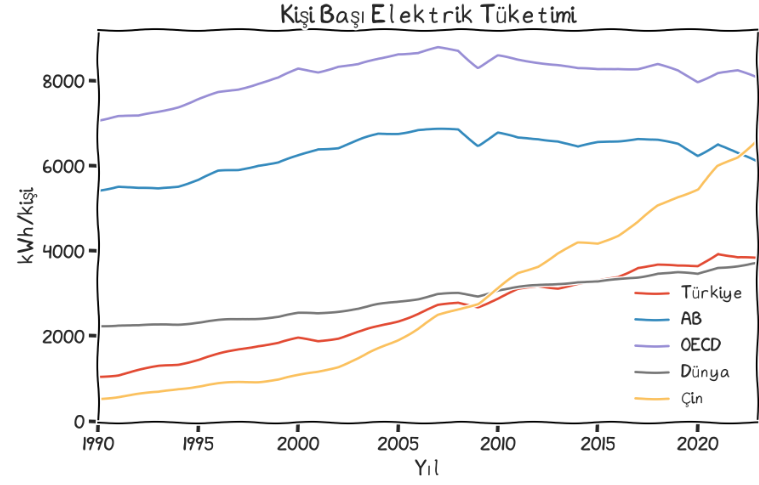 Kişi Başı Elektrik Tüketimi
kWh/kişi
8000
6000
4000
2000
0
1990 1995 2000 2005 2010 2015 2020
Yıl
Türkiye
AB
OECD
Dünya
Çin